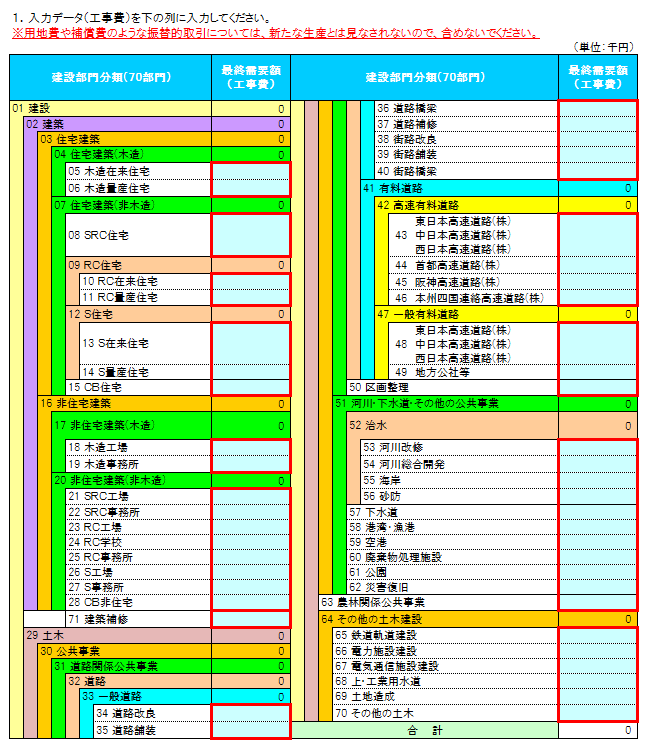 1．入力データ(工事費)を下の列に入力してください。
※用地費や補償費のような振替的取引については、新たな生産とは見なされないので、含めないでください。
（単位：千円）
建設部門分類(70部門)
最終需要額
（工事費）
01 建設 0
02 建築 0
03 住宅建築 0
04 住宅建築(木造) 0
05 木造在来住宅
06 木造量産住宅
07 住宅建築(非木造) 0
08 SRC住宅
09 RC住宅 0
10 RC在来住宅
11 RC量産住宅
12 S住宅 0
13 S在来住宅
14 S量産住宅
15 CB住宅
16 非住宅建築 0
17 非住宅建築(木造) 0
18 木造工場
19 木造事務所
20 非住宅建築(非木造) 0
21 SRC工場
22 SRC事務所
23 RC工場
24 RC学校
25 RC事務所
26 S工場
27 S事務所
28 CB非住宅
71 建築補修
29 土木 0
30 公共事業 0
31 道路関係公共事業 0
32 道路 0
33 一般道路 0
34 道路改良
35 道路舗装
建設部門分類(70部門)
最終需要額
（工事費）
36 道路橋梁
37 道路補修
38 街路改良
39 街路舗装
40 街路橋梁
41 有料道路 0
42 高速有料道路 0
東日本高速道路(株)
43 中日本高速道路(株)
西日本高速道路(株)
44 首都高速道路(株)
45 阪神高速道路(株)
46 本州四国連絡高速道路(株)
47 一般有料道路 0
東日本高速道路(株)
48 中日本高速道路(株)
西日本高速道路(株)
49 地方公社等
50 区画整理
51 河川・下水道・その他の公共事業 0
52 治水 0
53 河川改修
54 河川総合開発
55 海岸
56 砂防
57 下水道
58 港湾・漁港
59 空港
60 廃棄物処理施設
61 公園
62 災害復旧
63 農林関係公共事業
64 その他の土木建設 0
65 鉄道軌道建設
66 電力施設建設
67 電気通信施設建設
68 上・工業用水道
69 土地造成
70 その他の土木
合 計 0